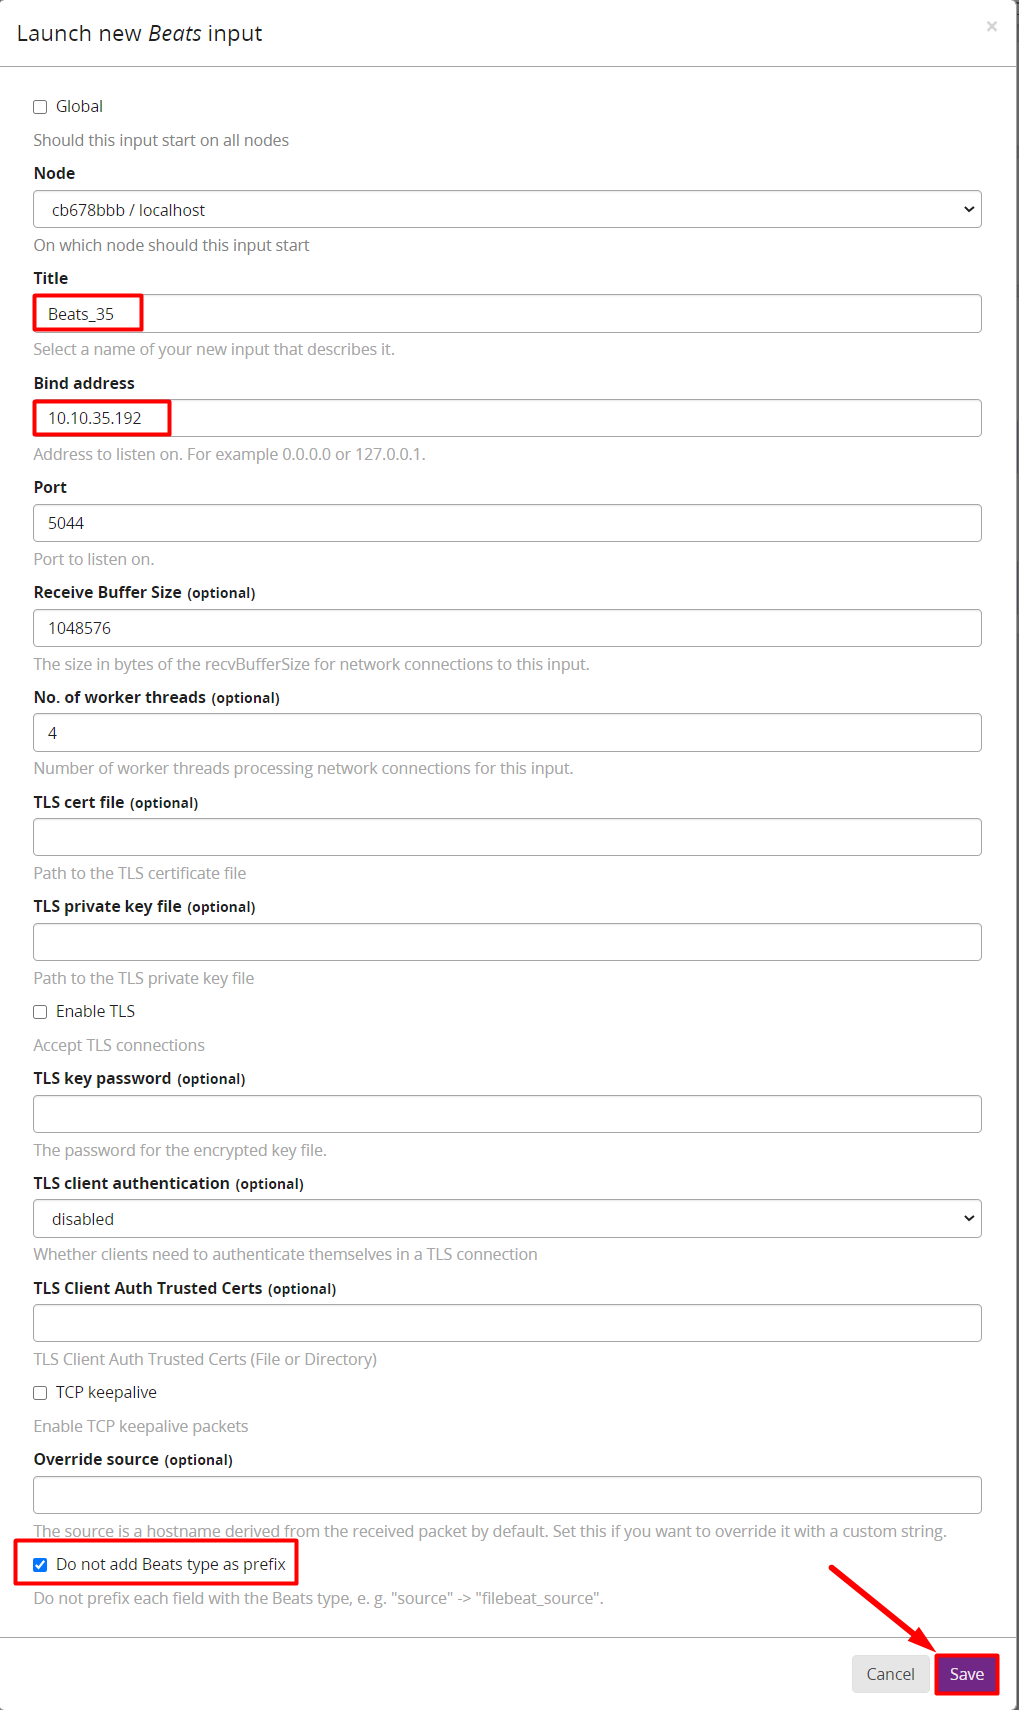 Launch new Beats input
×
Global
Should this input start on all nodes
Node
cb678bbb / localhost
On which node should this input start
Title
Beats_35
Select a name of your new input that describes it.
Bind address
10.10.35.192
Address to listen on. For example 0.0.0.0 or 127.0.0.1.
Port
5044
Port to listen on.
Receive Buffer Size (optional)
1048576
The size in bytes of the recvBufferSize for network connections to this input.
No. of worker threads (optional)
4
Number of worker threads processing network connections for this input.
TLS cert file (optional)
Path to the TLS certificate file
TLS private key file (optional)
Path to the TLS private key file
Enable TLS
Accept TLS connections
TLS key password (optional)
The password for the encrypted key file.
TLS client authentication (optional)
disabled
Whether clients need to authenticate themselves in a TLS connection
TLS Client Auth Trusted Certs (optional)
TLS Client Auth Trusted Certs (File or Directory)
TCP keepalive
Enable TCP keepalive packets
Override source (optional)
The source is a hostname derived from the received packet by default. Set this if you want to override it with a custom string.
Do not add Beats type as prefix
Do not prefix each field with the Beats type, e. g. "source" -> "filebeat_source".
Cancel Save